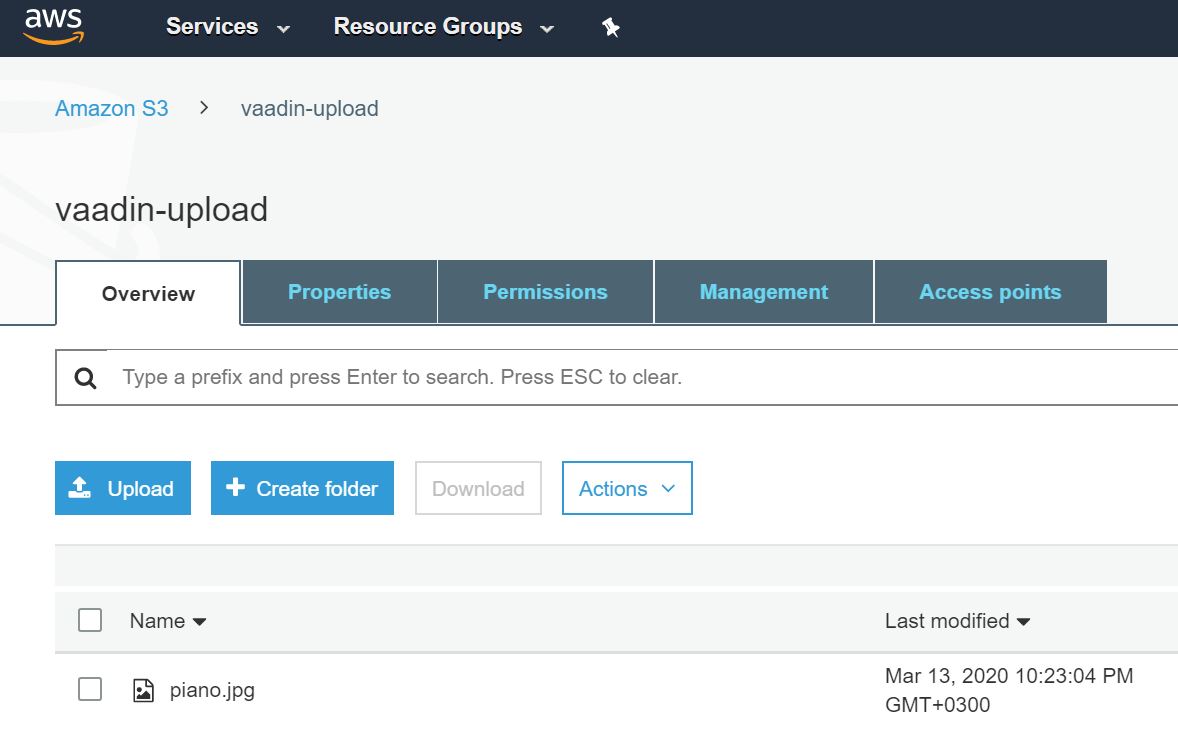 aws Services Resource Groups
Amazon S3 > vaadin-upload
vaadin-upload
Overview Properties Permissions Management Access points
Type a prefix and press Enter to search. Press ESC to clear.
Upload + Create folder Download Actions
Name Last modified
piano.jpg Mar 13, 2020 10:23:04 PM
GMT+0300